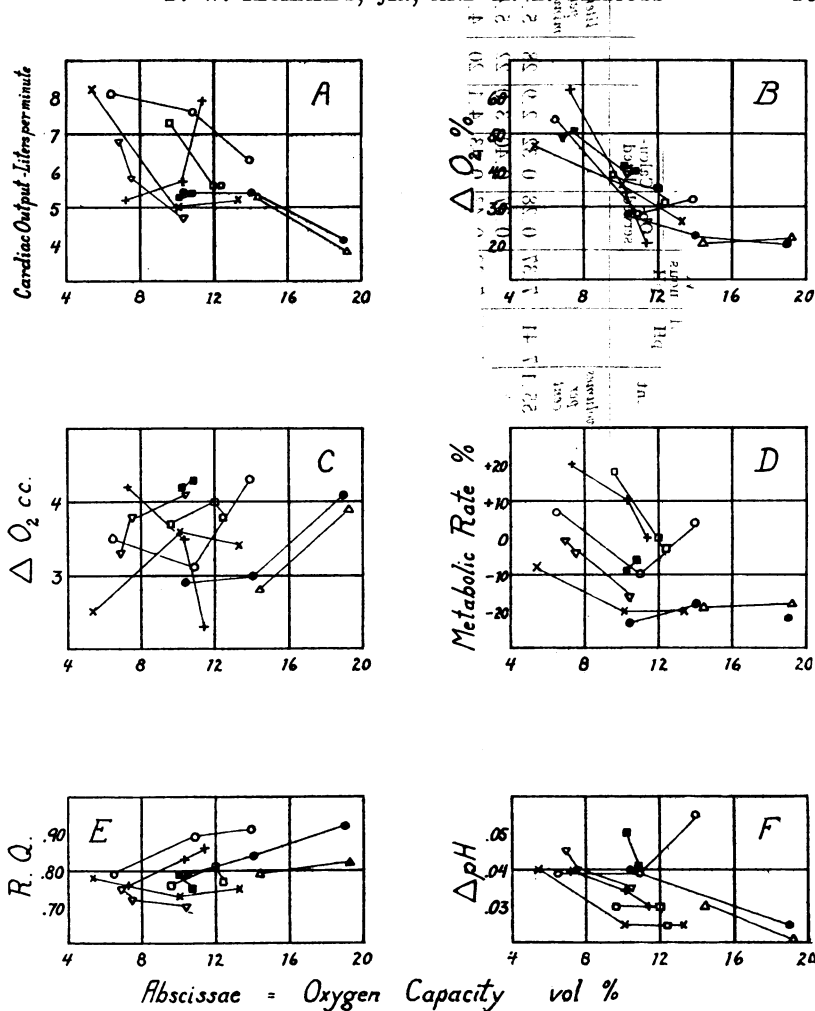 A
Cardiac Output - Liters per minute
8
7
6
5
4
4 8 12 16 20
B
Δ O₂ %
60
50
40
30
20
4 8 12 16 20
C
Δ O₂ cc.
4
3
4 8 12 16 20
D
Metabolic Rate %
+20
+10
0
-10
-20
4 8 12 16 20
E
R. Q.
.90
.80
.70
4 8 12 16 20
F
ΔpH
.05
.04
.03
4 8 12 16 20
Abscissae = Oxygen Capacity vol %